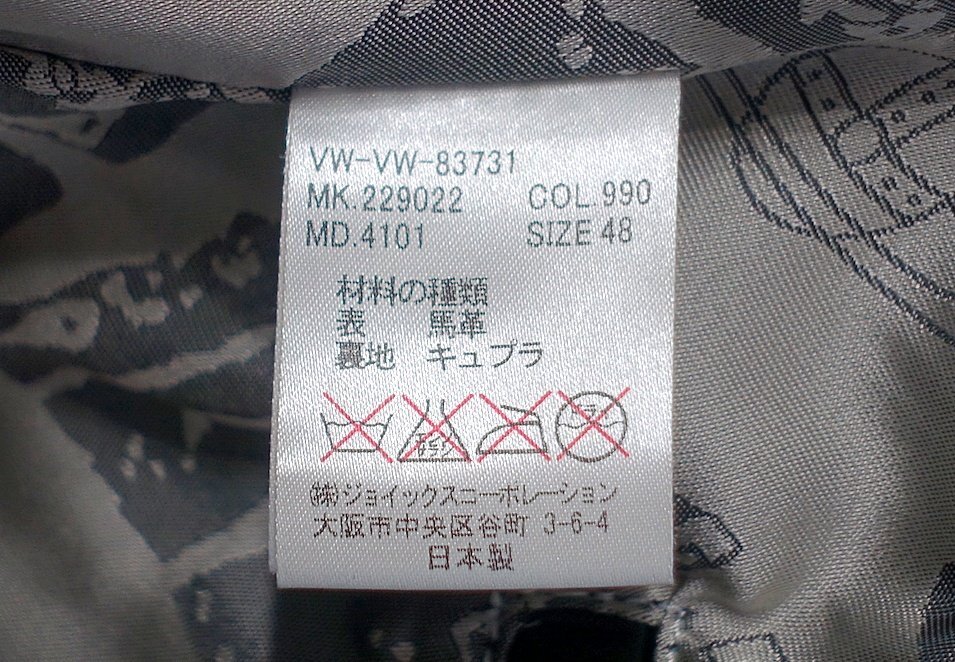 VW-VW-83731
MK.229022 COL.990
MD.4101 SIZE 48
材料の種類
表 馬革
裏地 キュプラ
㈱ジョイックスコーポレーション
大阪市中央区谷町 3-6-4
日本製